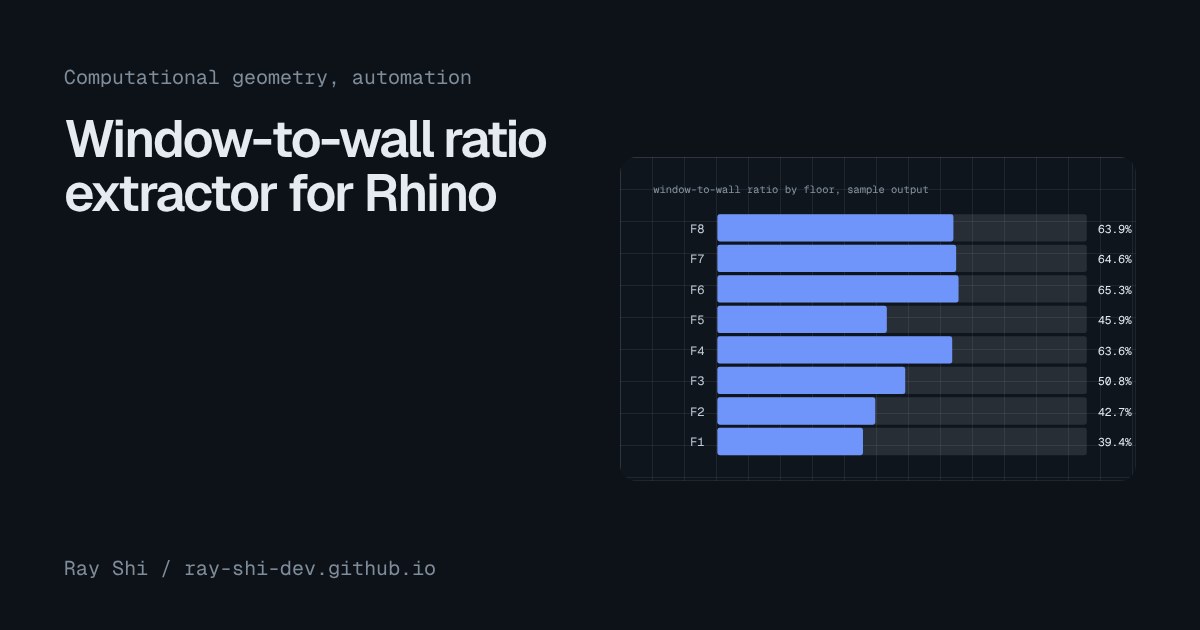 Computational geometry, automation
Window-to-wall ratio
extractor for Rhino
window-to-wall ratio by floor, sample output
F8 63.9%
F7 64.6%
F6 65.3%
F5 45.9%
F4 63.6%
F3 50.8%
F2 42.7%
F1 39.4%
Ray Shi / ray-shi-dev.github.io